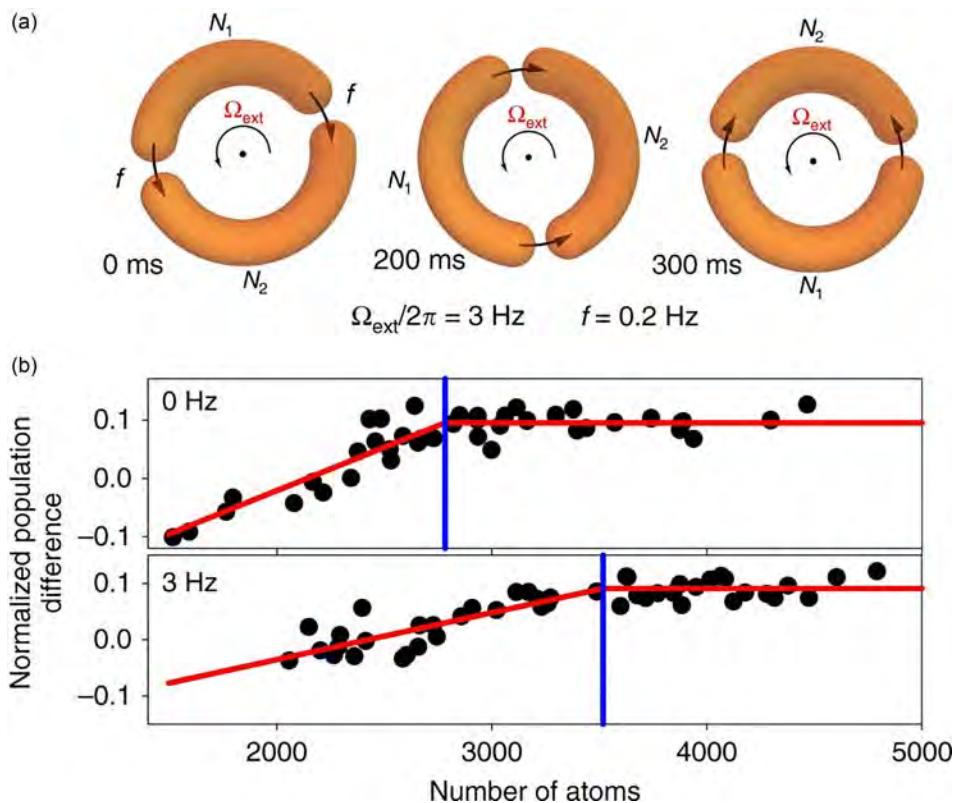 (a)
N₁
f
Ωext
f
N₂
0 ms
Ωext
N₂
N₁
200 ms
N₂
Ωext
300 ms
N₁
Ωext/2π = 3 Hz f = 0.2 Hz
(b)
0 Hz
0.1
0.0
−0.1
3 Hz
0.1
0.0
−0.1
Normalized population
difference
2000 3000 4000 5000
Number of atoms